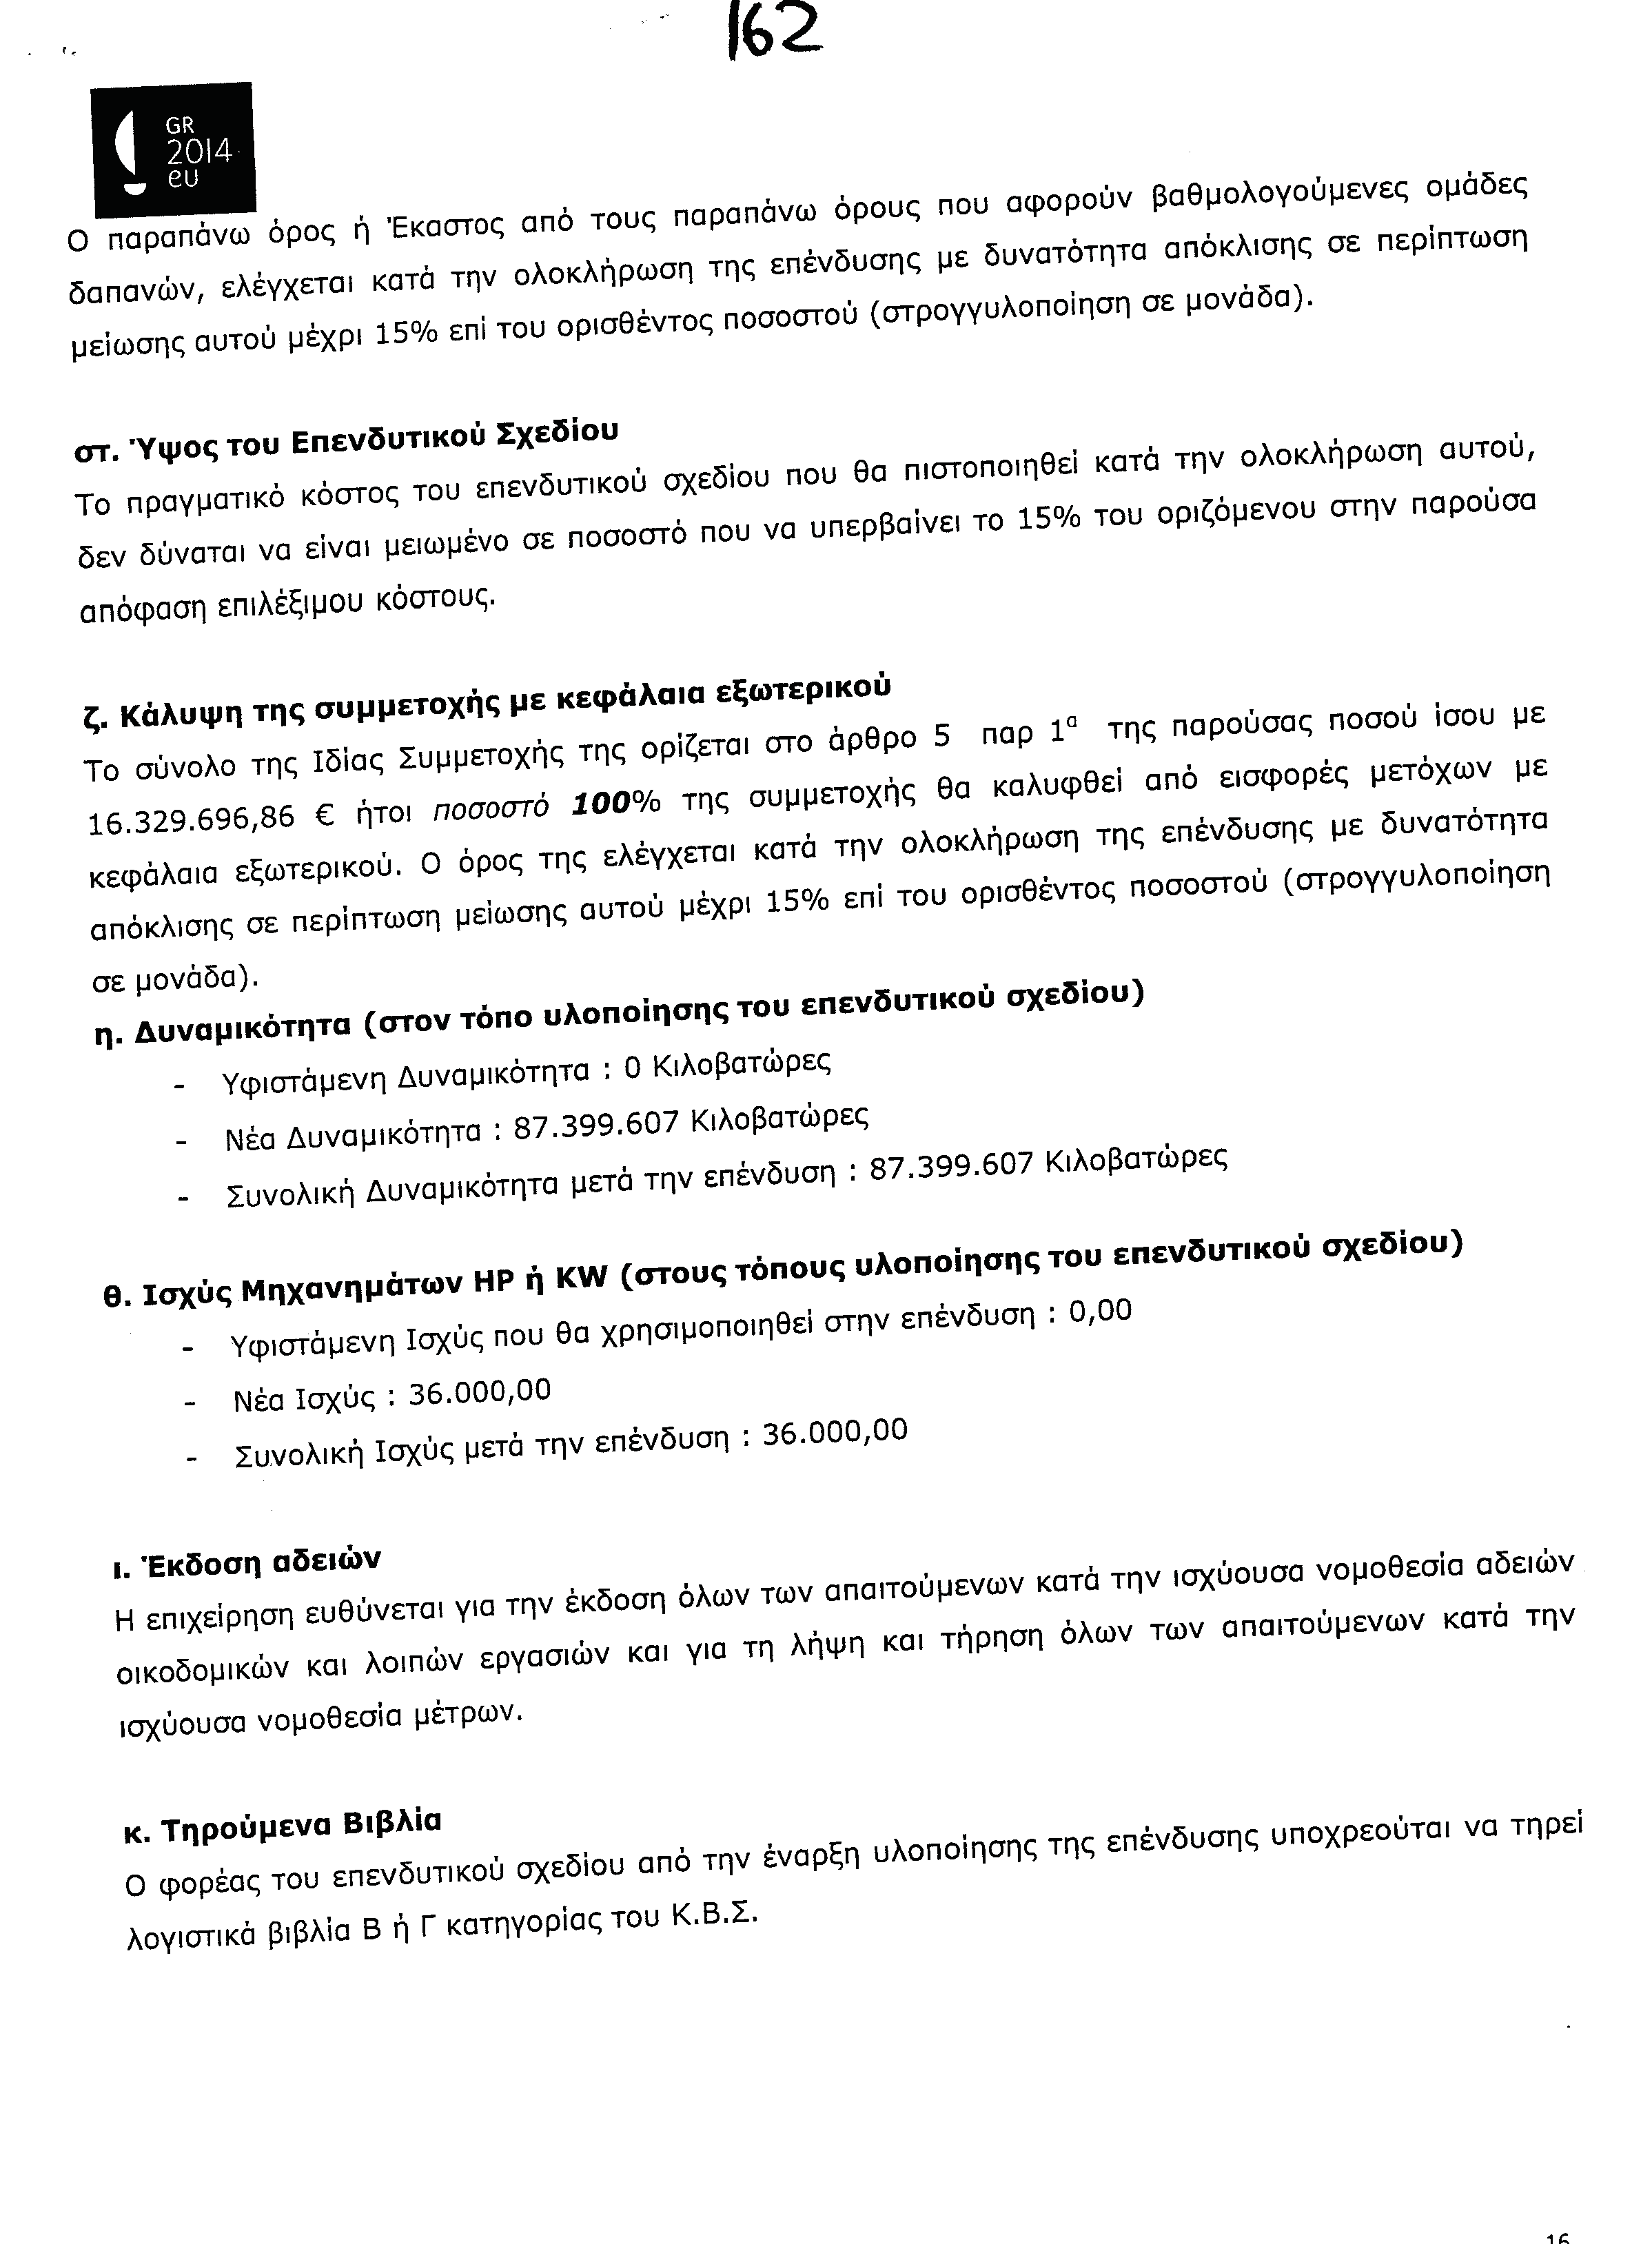 162
GR
2014
eu
Ο παραπάνω όρος ή Έκαστος από τους παραπάνω όρους που αφορούν βαθμολογούμενες ομάδες
δαπανών, ελέγχεται κατά την ολοκλήρωση της επένδυσης με δυνατότητα απόκλισης σε περίπτωση
μείωσης αυτού μέχρι 15% επί του ορισθέντος ποσοστού (στρογγυλοποίηση σε μονάδα).
στ. Ύψος του Επενδυτικού Σχεδίου
Το πραγματικό κόστος του επενδυτικού σχεδίου που θα πιστοποιηθεί κατά την ολοκλήρωση αυτού,
δεν δύναται να είναι μειωμένο σε ποσοστό που να υπερβαίνει το 15% του οριζόμενου στην παρούσα
απόφαση επιλέξιμου κόστους.
ζ. Κάλυψη της συμμετοχής με κεφάλαια εξωτερικού
Το σύνολο της Ιδίας Συμμετοχής της ορίζεται στο άρθρο 5 παρ 1α της παρούσας ποσού ίσου με
16.329.696,86 € ήτοι ποσοστό 100% της συμμετοχής θα καλυφθεί από εισφορές μετόχων με
κεφάλαια εξωτερικού. Ο όρος της ελέγχεται κατά την ολοκλήρωση της επένδυσης με δυνατότητα
απόκλισης σε περίπτωση μείωσης αυτού μέχρι 15% επί του ορισθέντος ποσοστού (στρογγυλοποίηση
σε μονάδα).
η. Δυναμικότητα (στον τόπο υλοποίησης του επενδυτικού σχεδίου)
- Υφιστάμενη Δυναμικότητα : 0 Κιλοβατώρες
- Νέα Δυναμικότητα : 87.399.607 Κιλοβατώρες
- Συνολική Δυναμικότητα μετά την επένδυση : 87.399.607 Κιλοβατώρες
θ. Ισχύς Μηχανημάτων HP ή KW (στους τόπους υλοποίησης του επενδυτικού σχεδίου)
- Υφιστάμενη Ισχύς που θα χρησιμοποιηθεί στην επένδυση : 0,00
- Νέα Ισχύς : 36.000,00
- Συνολική Ισχύς μετά την επένδυση : 36.000,00
ι. Έκδοση αδειών
Η επιχείρηση ευθύνεται για την έκδοση όλων των απαιτούμενων κατά την ισχύουσα νομοθεσία αδειών
οικοδομικών και λοιπών εργασιών και για τη λήψη και τήρηση όλων των απαιτούμενων κατά την
ισχύουσα νομοθεσία μέτρων.
κ. Τηρούμενα Βιβλία
Ο φορέας του επενδυτικού σχεδίου από την έναρξη υλοποίησης της επένδυσης υποχρεούται να τηρεί
λογιστικά βιβλία Β ή Γ κατηγορίας του Κ.Β.Σ.
16